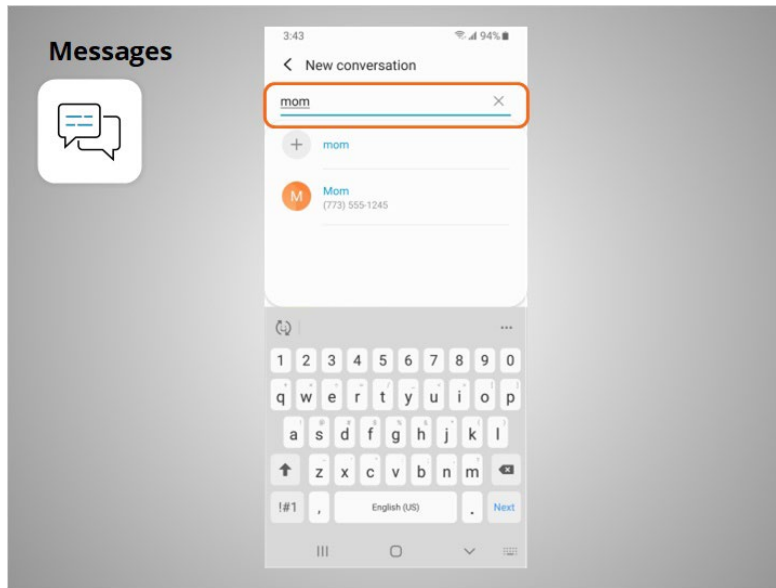 Messages
3:43 94%
New conversation
mom
mom
M Mom
(773) 555-1245
1 2 3 4 5 6 7 8 9 0
q w e r t y u i o p
a s d f g h j k l
z x c v b n m
!#1 , English (US) . Next